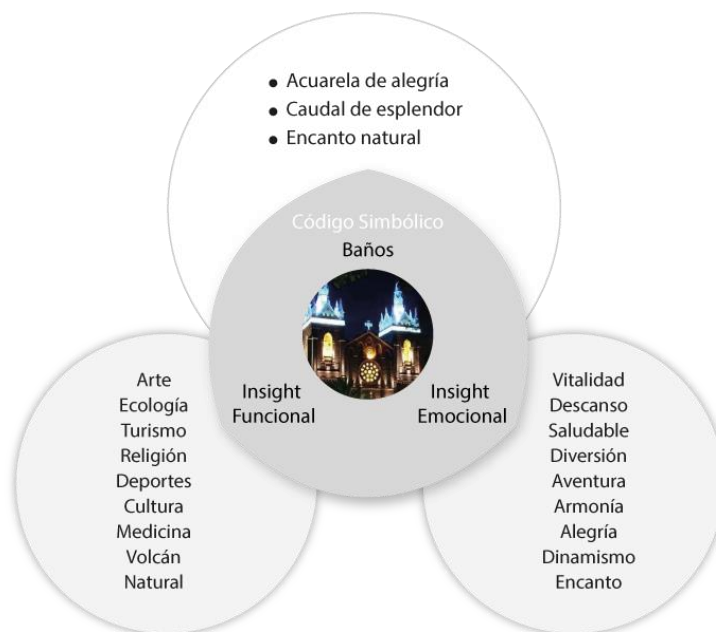 • Acuarela de alegría
• Caudal de esplendor
• Encanto natural
Código Simbólico
Baños
Insight
Funcional
Insight
Emocional
Arte
Ecología
Turismo
Religión
Deportes
Cultura
Medicina
Volcán
Natural
Vitalidad
Descanso
Saludable
Diversión
Aventura
Armonía
Alegría
Dinamismo
Encanto